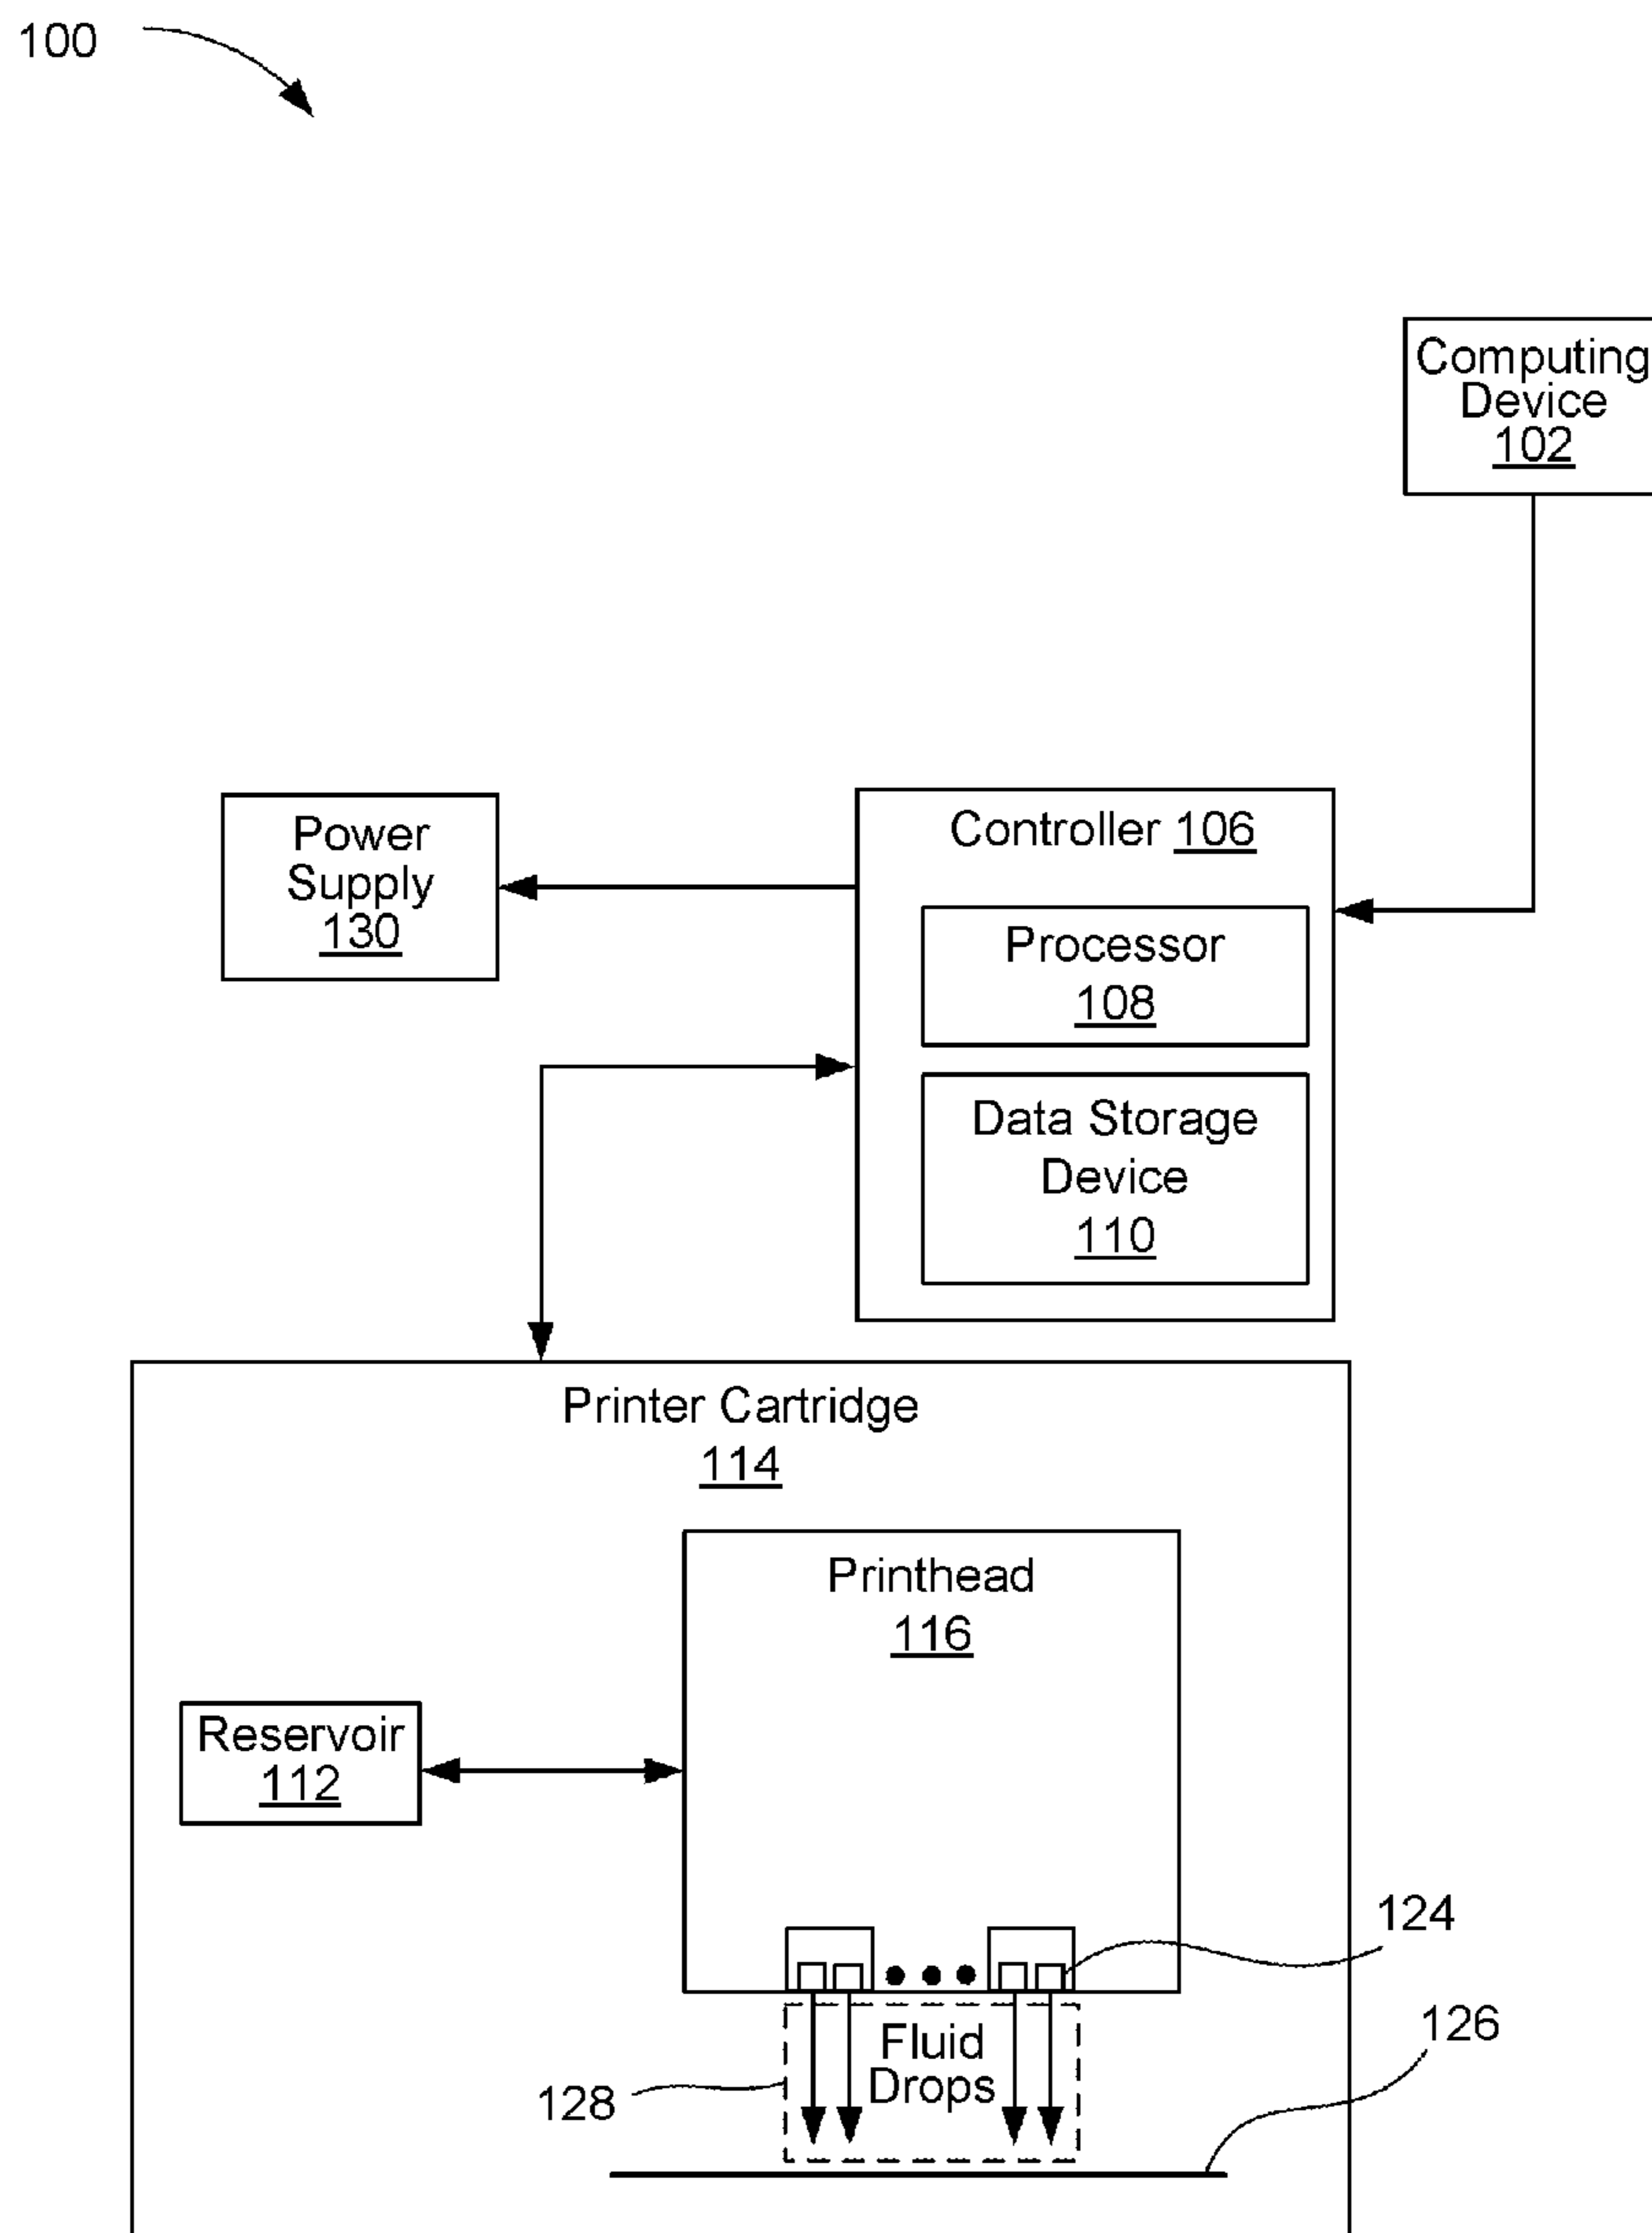 100
Computing
Device
102
Power
Supply
130
Controller 106
Processor
108
Data Storage
Device
110
Printer Cartridge
114
Printhead
116
Reservoir
112
124
Fluid
Drops
126
128